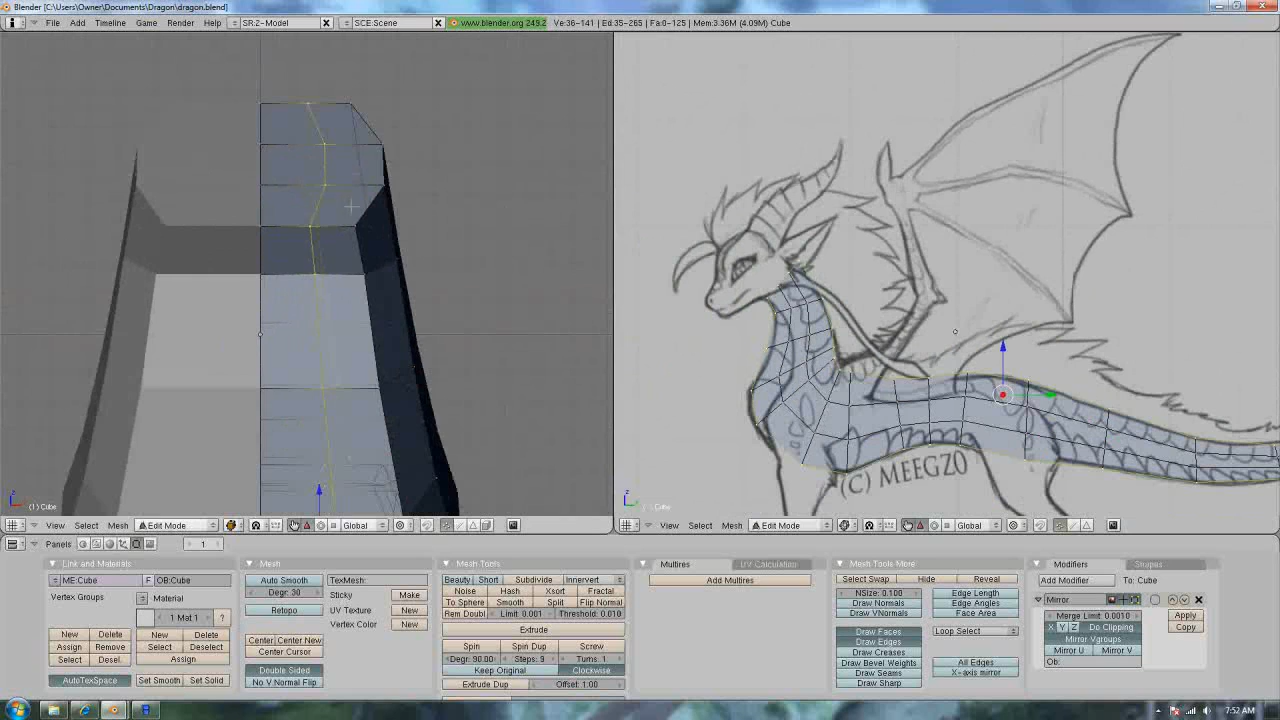 Blender [C:\Users\Owner\Documents\Dragon\dragon.blend]
File Add Timeline Game Render Help SR:2-Model SCE:Scene www.blender.org 249.2 Ve:36-141 | Ed:35-265 | Fa:0-125 | Mem:3.36M (4.09M) Cube
(C) MEEGZO
(1) Cube
View Select Mesh Edit Mode Global View Select Mesh Edit Mode Global
Panels 1
Link and Materials Mesh Mesh Tools Multires UV Calculation Mesh Tools More Modifiers Shapes
ME:Cube F OB:Cube Auto Smooth TexMesh: Beauty Short Subdivide Innervert Add Multires Select Swap Hide Reveal Add Modifier To: Cube
Vertex Groups Material Degr: 30 Sticky Make Noise Hash Xsort Fractal NSize: 0.100 Edge Length Mirror
1 Mat 1 ? Retopo UV Texture New To Sphere Smooth Split Flip Normal Draw Normals Edge Angles Merge Limit: 0.0010 Apply
Vertex Color New Rem Doubl Limit: 0.001 Threshold: 0.010 Draw VNormals Face Area X Y Z Do Clipping Copy
New Delete New Delete Center Center New Extrude Draw Faces Loop Select Mirror Vgroups
Assign Remove Select Deselect Center Cursor Spin Spin Dup Screw Draw Edges Mirror U Mirror V
Select Desel. Assign Degr: 90.00 Steps: 9 Turns: 1 Draw Creases All Edges Ob:
AutoTexSpace Set Smooth Set Solid Double Sided Keep Original Clockwise Draw Bevel Weights X-axis mirror
No V.Normal Flip Extrude Dup Offset: 1.00 Draw Seams
Draw Sharp
7:52 AM